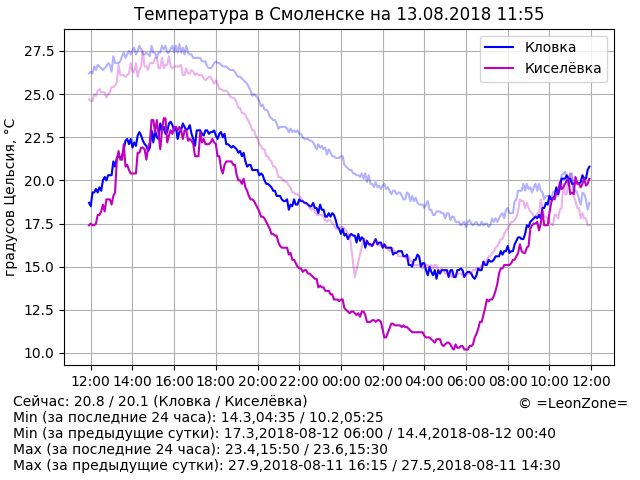 Температура в Смоленске на 13.08.2018 11:55
градусов Цельсия, °C
27.5
25.0
22.5
20.0
17.5
15.0
12.5
10.0
Кловка
Киселёвка
12:00 14:00 16:00 18:00 20:00 22:00 00:00 02:00 04:00 06:00 08:00 10:00 12:00
Сейчас: 20.8 / 20.1 (Кловка / Киселёвка)
© =LeonZone=
Min (за последние 24 часа): 14.3,04:35 / 10.2,05:25
Min (за предыдущие сутки): 17.3,2018-08-12 06:00 / 14.4,2018-08-12 00:40
Max (за последние 24 часа): 23.4,15:50 / 23.6,15:30
Max (за предыдущие сутки): 27.9,2018-08-11 16:15 / 27.5,2018-08-11 14:30